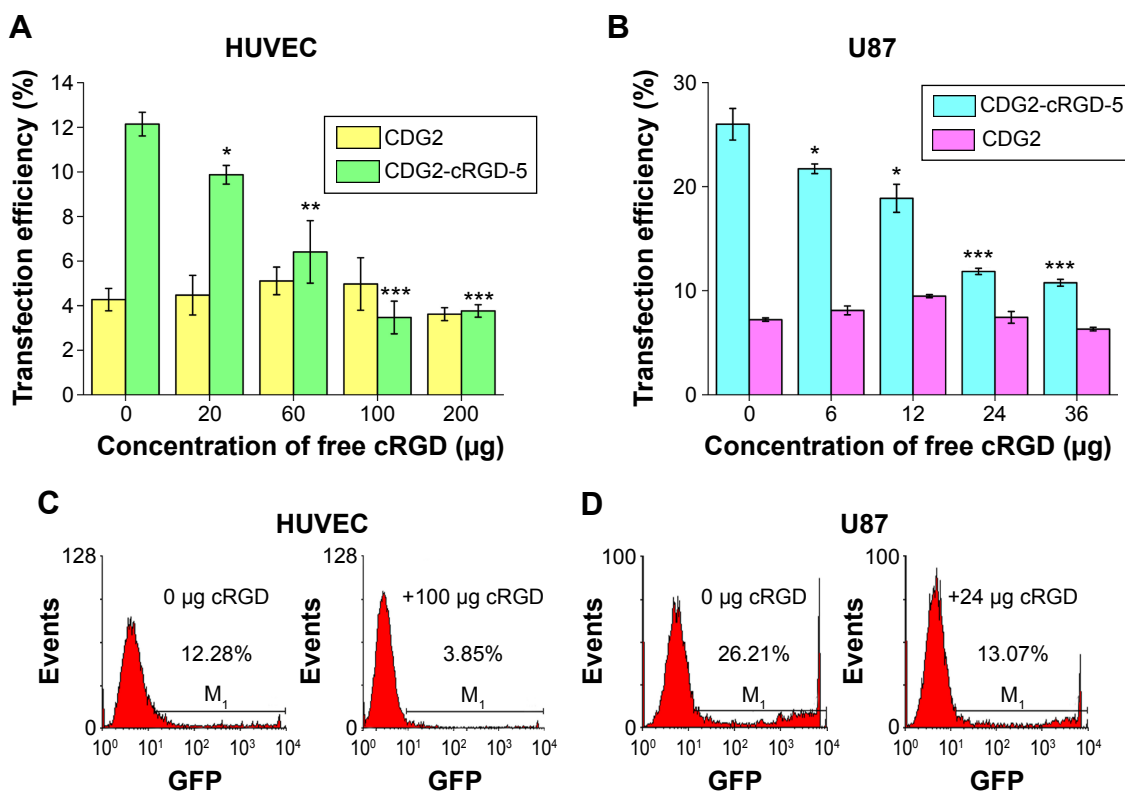 A
HUVEC
Transfection efficiency (%)
14
12
10
8
6
4
2
0
CDG2
CDG2-cRGD-5
*
**
***
***
0 20 60 100 200
Concentration of free cRGD (µg)
B
U87
Transfection efficiency (%)
30
20
10
0
CDG2-cRGD-5
CDG2
*
*
***
***
0 6 12 24 36
Concentration of free cRGD (µg)
C
HUVEC
Events
128
0
0 µg cRGD
12.28%
M₁
10⁰ 10¹ 10² 10³ 10⁴
GFP
Events
128
0
+100 µg cRGD
3.85%
M₁
10⁰ 10¹ 10² 10³ 10⁴
GFP
D
U87
Events
100
0
0 µg cRGD
26.21%
M₁
10⁰ 10¹ 10² 10³ 10⁴
GFP
Events
100
0
+24 µg cRGD
13.07%
M₁
10⁰ 10¹ 10² 10³ 10⁴
GFP